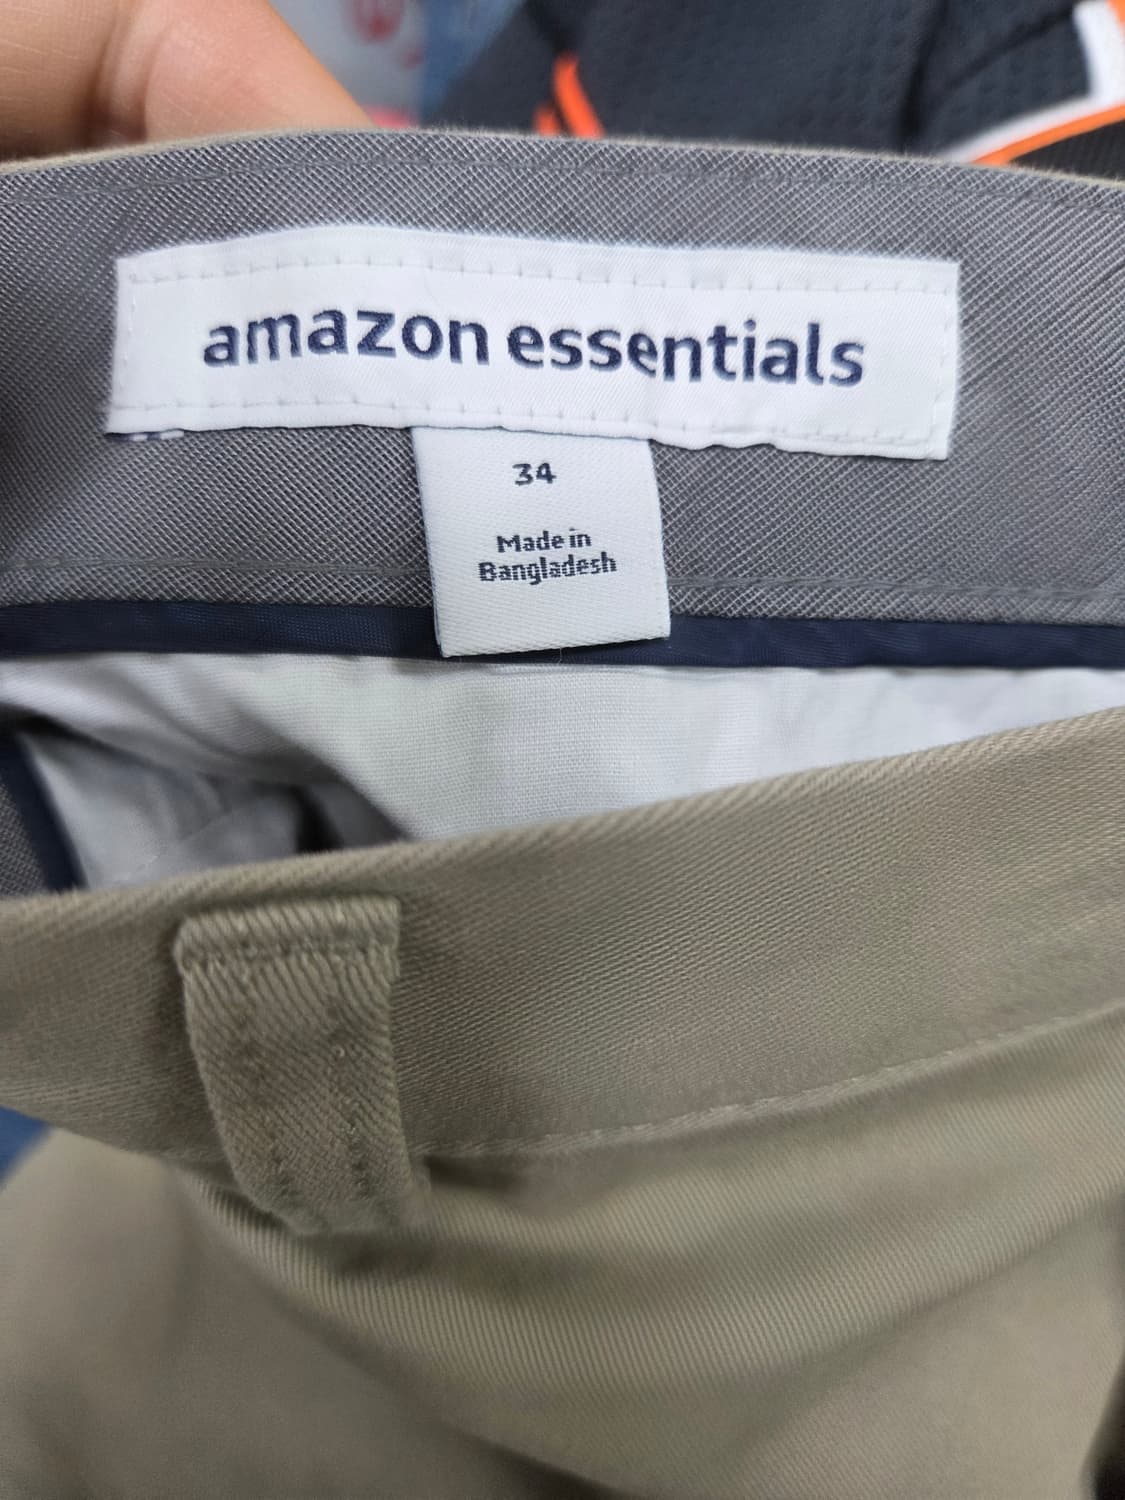 amazon essentials
34
Made in
Bangladesh